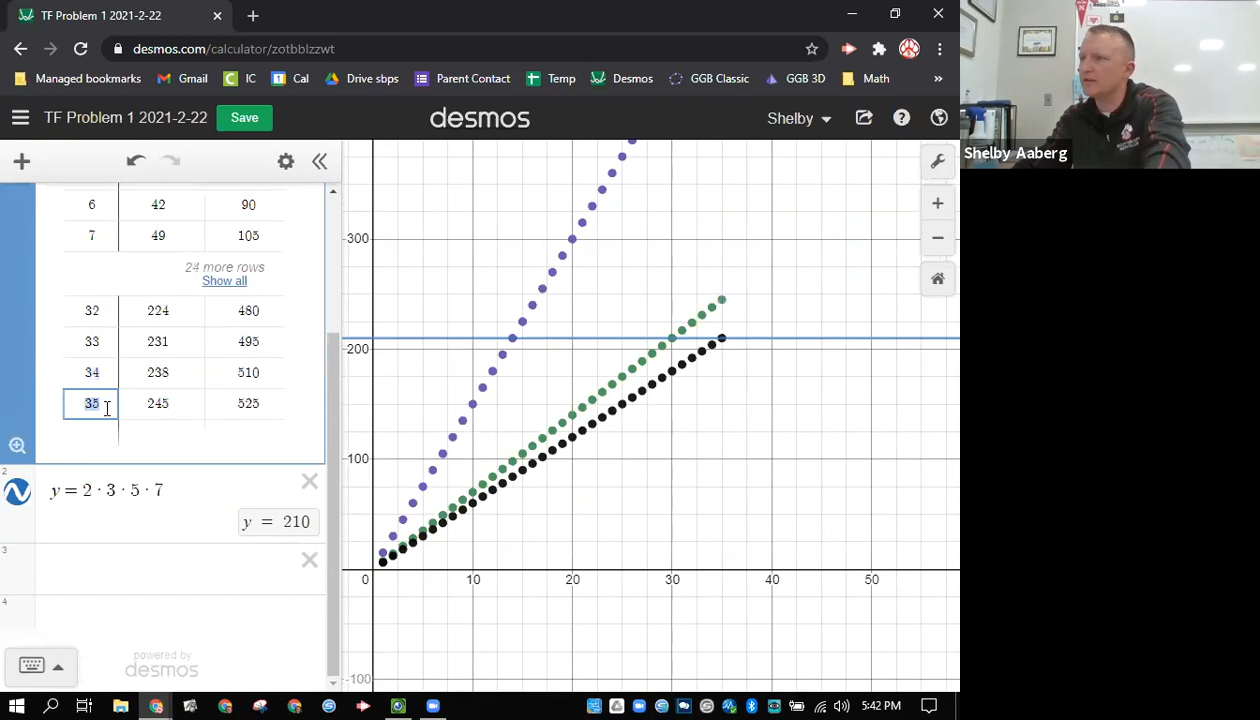 TF Problem 1 2021-2-22
desmos.com/calculator/zotbblzzwt
Managed bookmarks Gmail IC Cal Drive sbps Parent Contact Temp Desmos GGB Classic GGB 3D Math »
TF Problem 1 2021-2-22 Save desmos Shelby
Shelby Aaberg
6 42 90
7 49 105
24 more rows
Show all
32 224 480
33 231 495
34 238 510
35 245 525
2
y = 2 · 3 · 5 · 7
y = 210
3
4
powered by
desmos
300
200
100
0 10 20 30 40 50
-100
5:42 PM